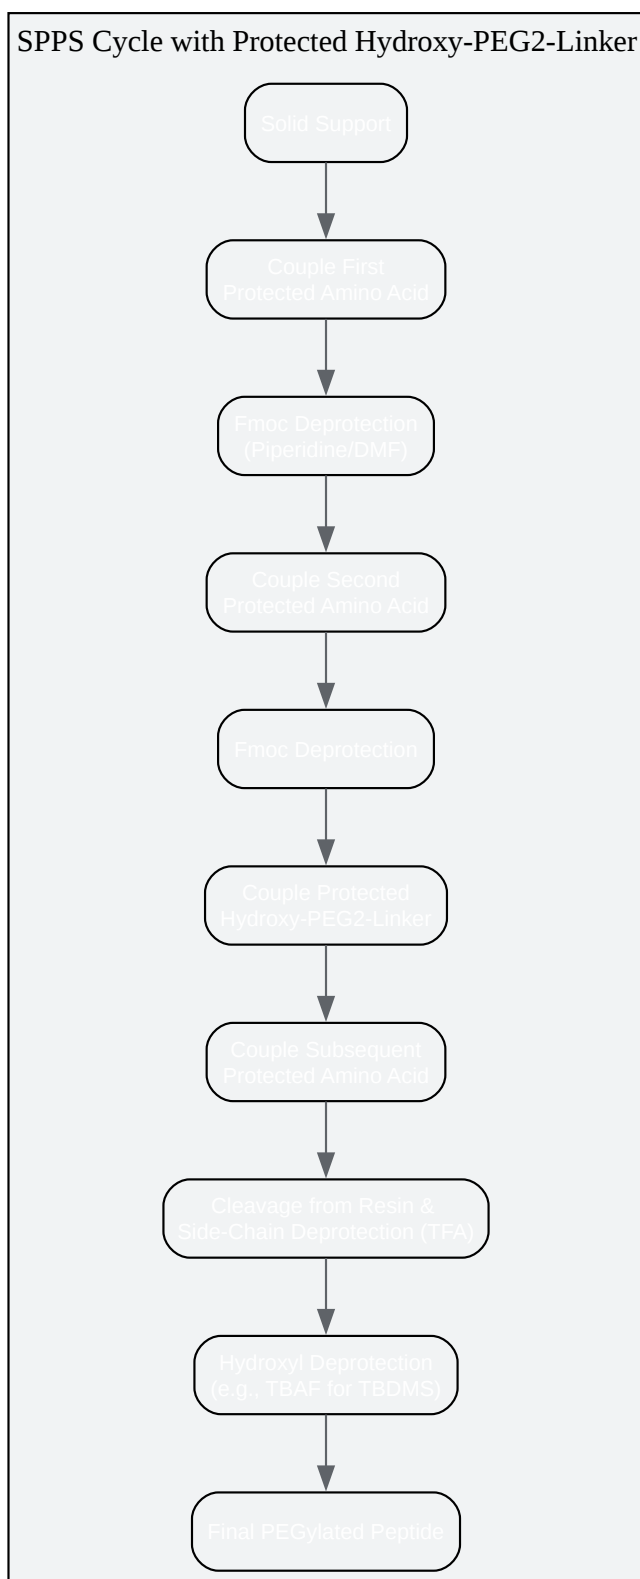 SPPS Cycle with Protected Hydroxy-PEG2-Linker
Solid Support
Couple First
Protected Amino Acid
Fmoc Deprotection
(Piperidine/DMF)
Couple Second
Protected Amino Acid
Fmoc Deprotection
Couple Protected
Hydroxy-PEG2-Linker
Couple Subsequent
Protected Amino Acid
Cleavage from Resin &
Side-Chain Deprotection (TFA)
Hydroxyl Deprotection
(e.g., TBAF for TBDMS)
Final PEGylated Peptide